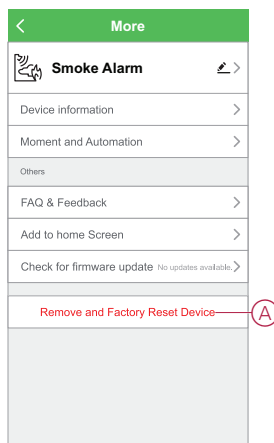 More
Smoke Alarm
Device information
Moment and Automation
Others
FAQ & Feedback
Add to home Screen
Check for firmware update No updates available.
Remove and Factory Reset Device A